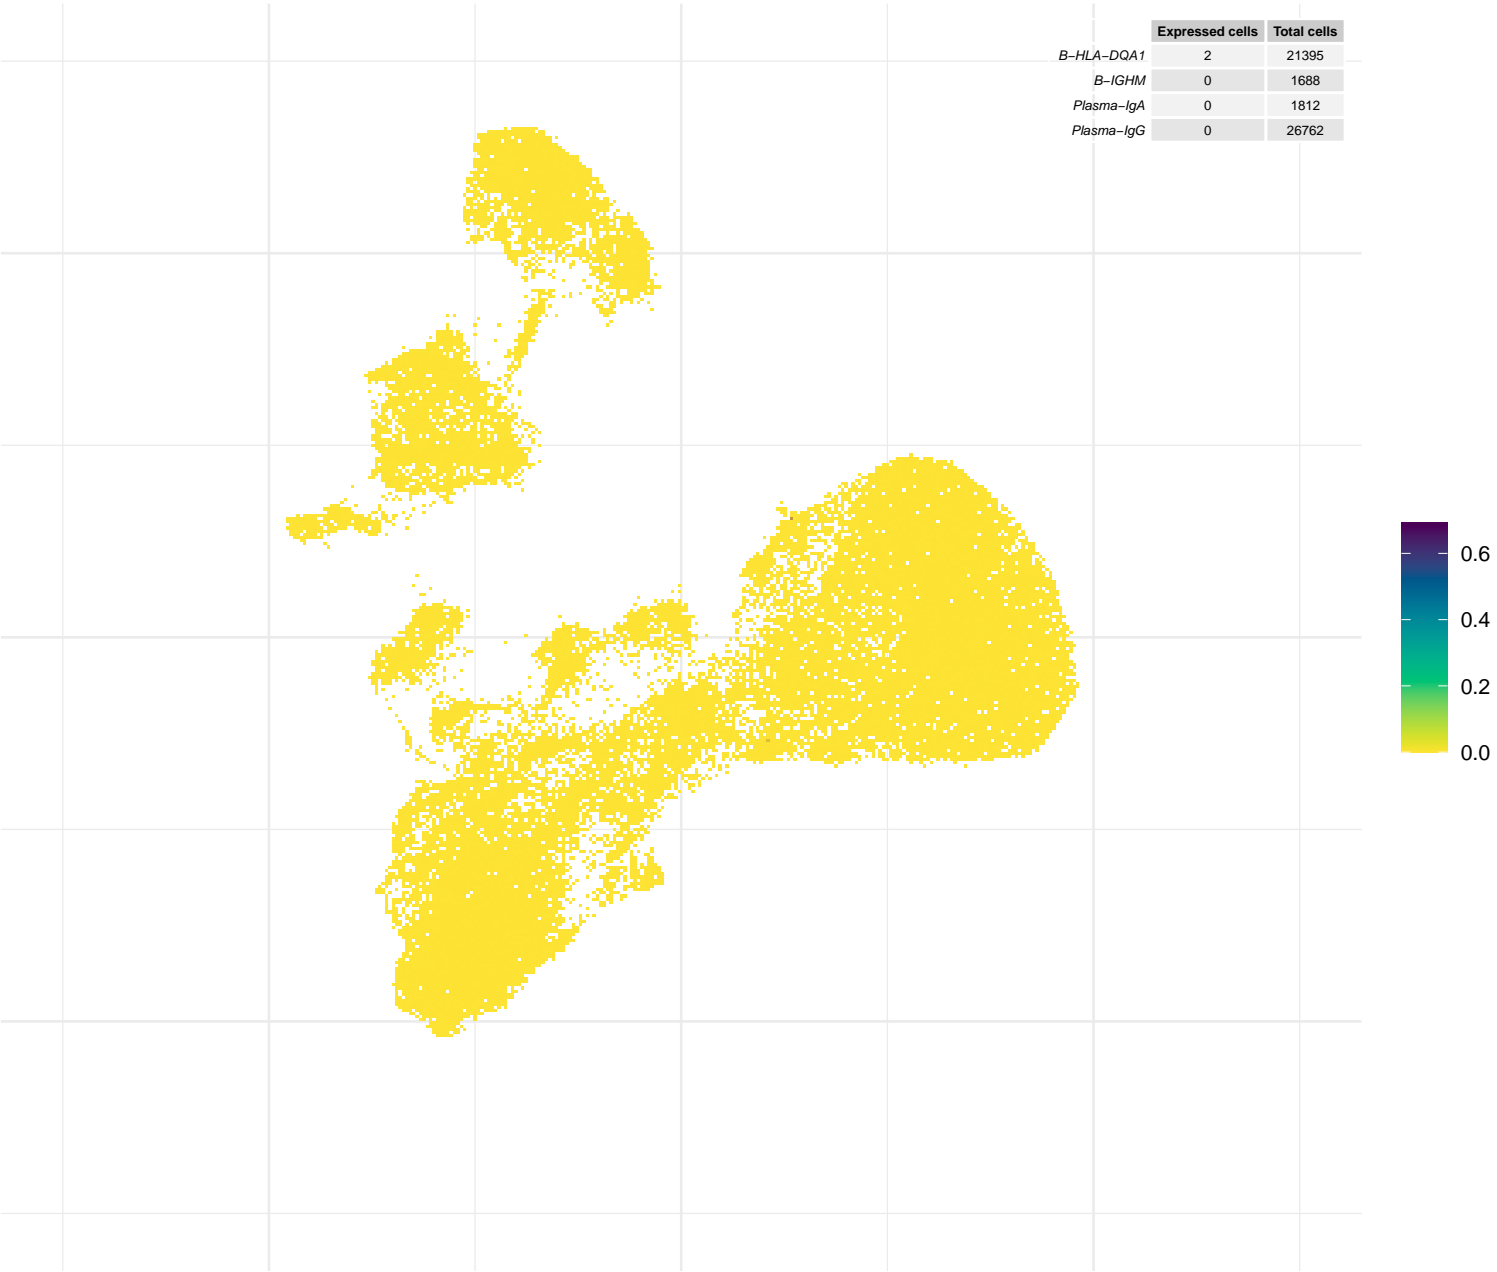 Expressed cells Total cells
B−HLA−DQA1 2 21395
B−IGHM 0 1688
Plasma−IgA 0 1812
Plasma−IgG 0 26762
0.6
0.4
0.2
0.0